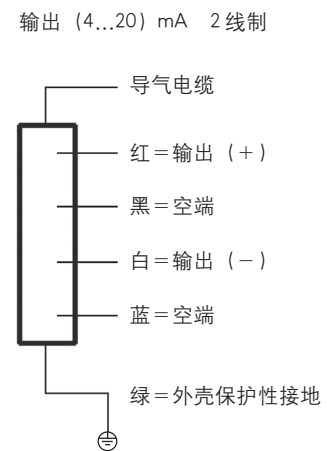 输出（4…20）mA 2线制
导气电缆
红＝输出（＋）
黑＝空端
白＝输出（－）
蓝＝空端
绿＝外壳保护性接地